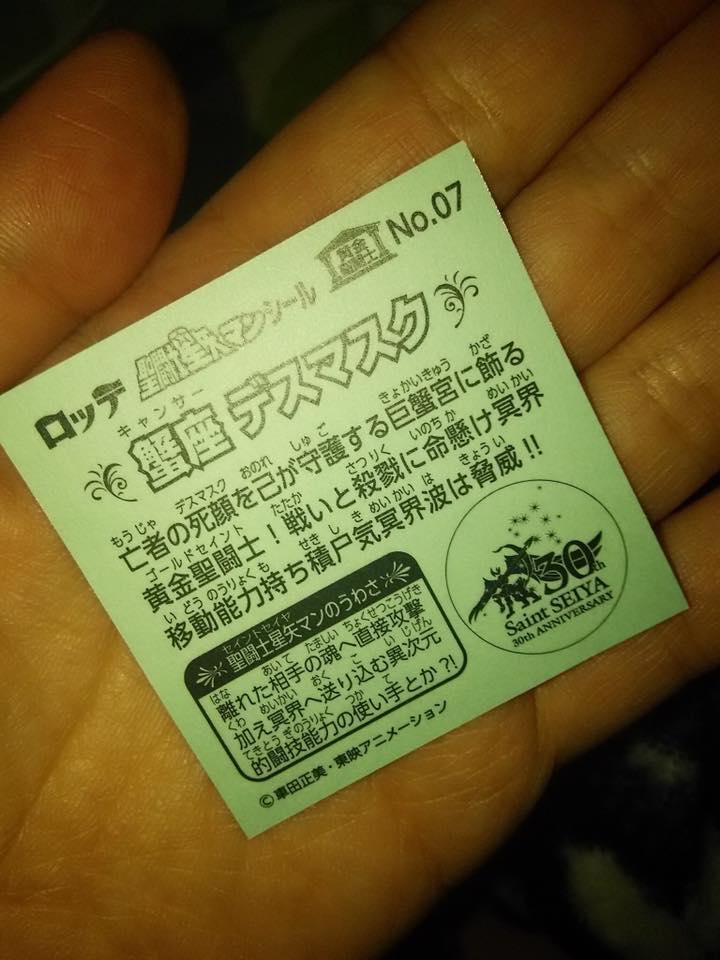 ロッテ 聖闘士星矢マンシール 黄金聖闘士 No.07
キャンサー
蟹座 デスマスク
もうじゃ デスマスク おのれ しゅご きょかいきゅう かざ
亡者の死顔を己が守護する巨蟹宮に飾る
ゴールドセイント たたか さつりく いのちか めいかい
黄金聖闘士！戦いと殺戮に命懸け冥界
いどうのうりょくも せきしきめいかいは きょうい
移動能力持ち積戸気冥界波は脅威!!
セイントセイヤ
聖闘士星矢マンのうわさ
はな あいて たましい ちょくせつこうげき
離れた相手の魂へ直接攻撃
くわ めいかい おく こ いじげん
加え冥界へ送り込む異次元
てきとうぎのうりょく つか て
的闘技能力の使い手とか?!
30th
Saint SEIYA
30th ANNIVERSARY
©車田正美・東映アニメーション